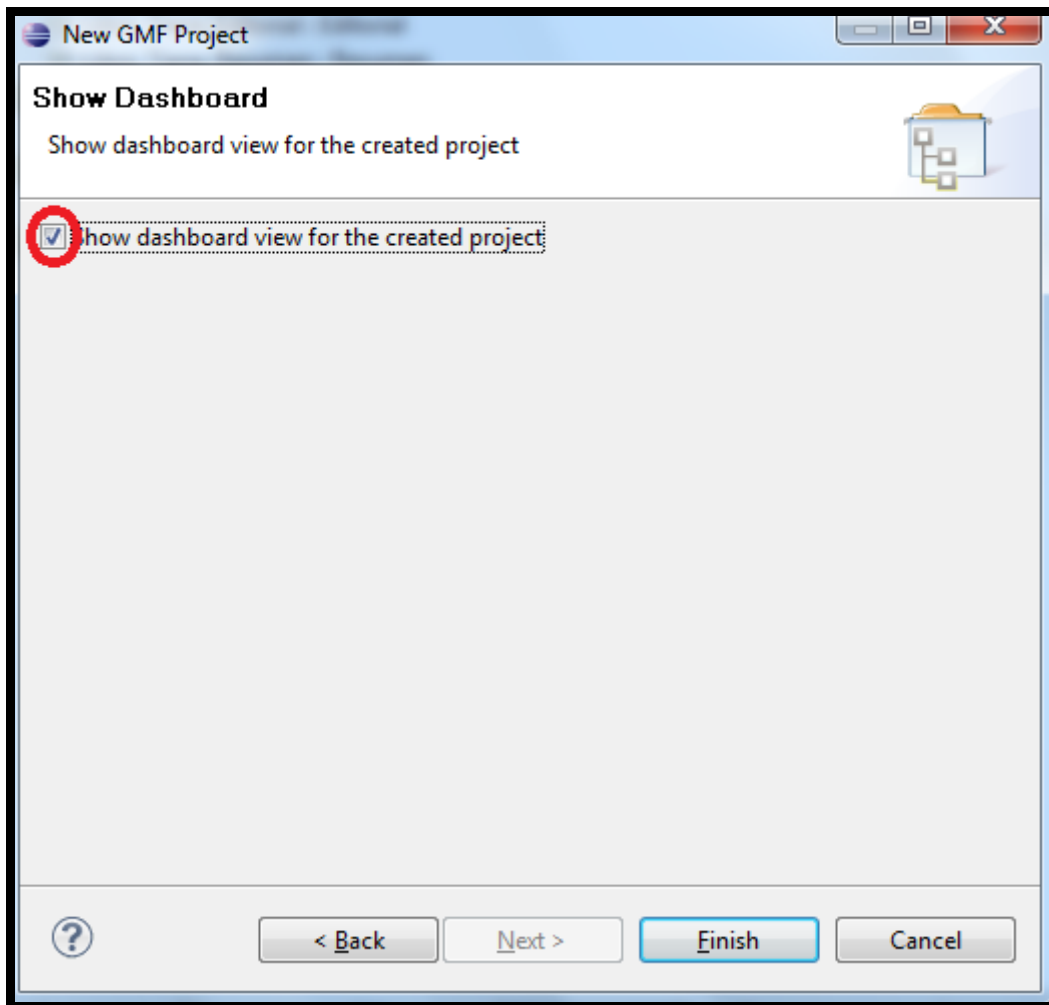 New GMF Project
Show Dashboard
Show dashboard view for the created project
Show dashboard view for the created project
? < Back Next > Finish Cancel